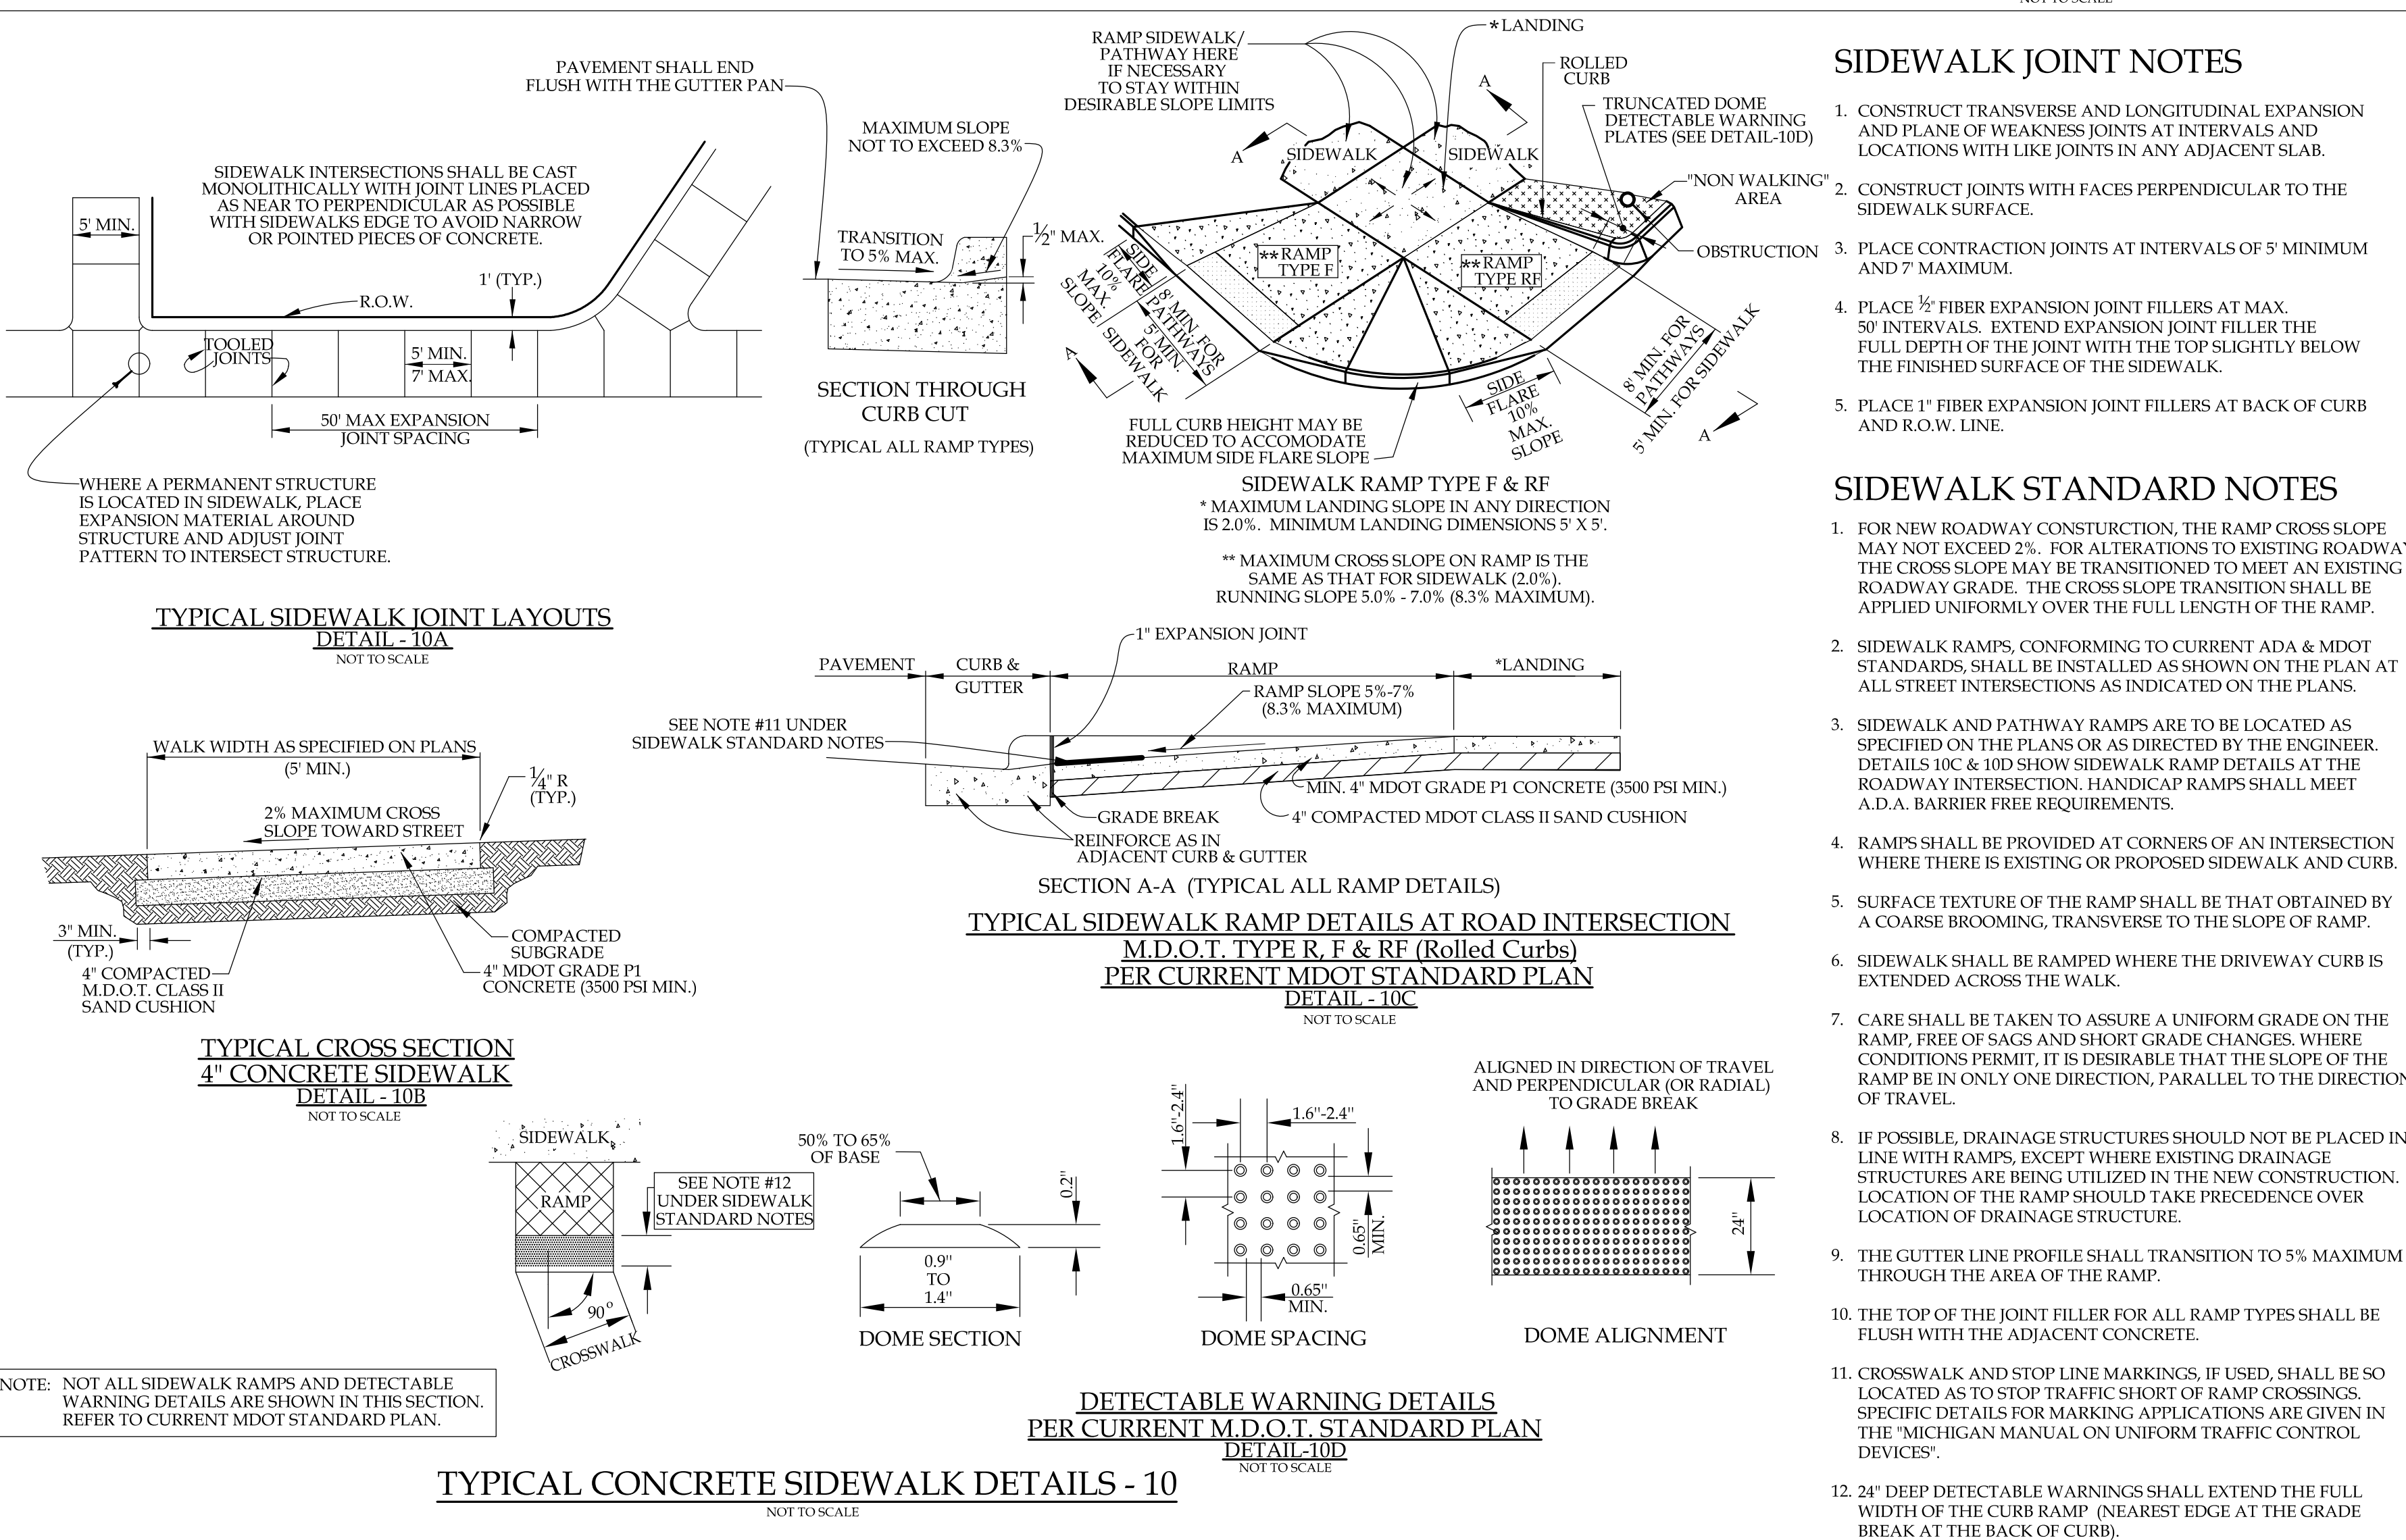 NOT TO SCALE
PAVEMENT SHALL END
FLUSH WITH THE GUTTER PAN
SIDEWALK INTERSECTIONS SHALL BE CAST
MONOLITHICALLY WITH JOINT LINES PLACED
AS NEAR TO PERPENDICULAR AS POSSIBLE
WITH SIDEWALKS EDGE TO AVOID NARROW
OR POINTED PIECES OF CONCRETE.
5' MIN.
1' (TYP.)
R.O.W.
TOOLED
JOINTS
5' MIN.
7' MAX.
50' MAX EXPANSION
JOINT SPACING
WHERE A PERMANENT STRUCTURE
IS LOCATED IN SIDEWALK, PLACE
EXPANSION MATERIAL AROUND
STRUCTURE AND ADJUST JOINT
PATTERN TO INTERSECT STRUCTURE.
TYPICAL SIDEWALK JOINT LAYOUTS
DETAIL - 10A
NOT TO SCALE
MAXIMUM SLOPE
NOT TO EXCEED 8.3%
TRANSITION
TO 5% MAX.
1/2" MAX.
SECTION THROUGH
CURB CUT
(TYPICAL ALL RAMP TYPES)
RAMP SIDEWALK/
PATHWAY HERE
IF NECESSARY
TO STAY WITHIN
DESIRABLE SLOPE LIMITS
*LANDING
ROLLED
CURB
TRUNCATED DOME
DETECTABLE WARNING
PLATES (SEE DETAIL-10D)
"NON WALKING"
AREA
OBSTRUCTION
A
A
SIDEWALK
SIDEWALK
**RAMP
TYPE F
**RAMP
TYPE RF
SIDE
FLARE
10%
MAX.
SLOPE
8' MIN. FOR
PATHWAYS
5' MIN.
FOR
SIDEWALK
A
SIDE
FLARE
10%
MAX.
SLOPE
8' MIN. FOR
PATHWAYS
5' MIN. FOR SIDEWALK
A
FULL CURB HEIGHT MAY BE
REDUCED TO ACCOMODATE
MAXIMUM SIDE FLARE SLOPE
SIDEWALK RAMP TYPE F & RF
* MAXIMUM LANDING SLOPE IN ANY DIRECTION
IS 2.0%. MINIMUM LANDING DIMENSIONS 5' X 5'.
** MAXIMUM CROSS SLOPE ON RAMP IS THE
SAME AS THAT FOR SIDEWALK (2.0%).
RUNNING SLOPE 5.0% - 7.0% (8.3% MAXIMUM).
1" EXPANSION JOINT
PAVEMENT
CURB &
GUTTER
RAMP
*LANDING
RAMP SLOPE 5%-7%
(8.3% MAXIMUM)
SEE NOTE #11 UNDER
SIDEWALK STANDARD NOTES
MIN. 4" MDOT GRADE P1 CONCRETE (3500 PSI MIN.)
GRADE BREAK
4" COMPACTED MDOT CLASS II SAND CUSHION
REINFORCE AS IN
ADJACENT CURB & GUTTER
SECTION A-A (TYPICAL ALL RAMP DETAILS)
TYPICAL SIDEWALK RAMP DETAILS AT ROAD INTERSECTION
M.D.O.T. TYPE R, F & RF (Rolled Curbs)
PER CURRENT MDOT STANDARD PLAN
DETAIL - 10C
NOT TO SCALE
WALK WIDTH AS SPECIFIED ON PLANS
(5' MIN.)
1/4" R
(TYP.)
2% MAXIMUM CROSS
SLOPE TOWARD STREET
3" MIN.
(TYP.)
COMPACTED
SUBGRADE
4" COMPACTED
M.D.O.T. CLASS II
SAND CUSHION
4" MDOT GRADE P1
CONCRETE (3500 PSI MIN.)
TYPICAL CROSS SECTION
4" CONCRETE SIDEWALK
DETAIL - 10B
NOT TO SCALE
SIDEWALK
RAMP
SEE NOTE #12
UNDER SIDEWALK
STANDARD NOTES
90°
CROSSWALK
50% TO 65%
OF BASE
0.2"
0.9"
TO
1.4"
DOME SECTION
1.6"-2.4"
1.6"-2.4"
0.65"
MIN.
0.65"
MIN.
DOME SPACING
ALIGNED IN DIRECTION OF TRAVEL
AND PERPENDICULAR (OR RADIAL)
TO GRADE BREAK
24"
DOME ALIGNMENT
DETECTABLE WARNING DETAILS
PER CURRENT M.D.O.T. STANDARD PLAN
DETAIL-10D
NOT TO SCALE
NOTE: NOT ALL SIDEWALK RAMPS AND DETECTABLE
WARNING DETAILS ARE SHOWN IN THIS SECTION.
REFER TO CURRENT MDOT STANDARD PLAN.
TYPICAL CONCRETE SIDEWALK DETAILS - 10
NOT TO SCALE
SIDEWALK JOINT NOTES
1. CONSTRUCT TRANSVERSE AND LONGITUDINAL EXPANSION
AND PLANE OF WEAKNESS JOINTS AT INTERVALS AND
LOCATIONS WITH LIKE JOINTS IN ANY ADJACENT SLAB.
2. CONSTRUCT JOINTS WITH FACES PERPENDICULAR TO THE
SIDEWALK SURFACE.
3. PLACE CONTRACTION JOINTS AT INTERVALS OF 5' MINIMUM
AND 7' MAXIMUM.
4. PLACE 1/2" FIBER EXPANSION JOINT FILLERS AT MAX.
50' INTERVALS. EXTEND EXPANSION JOINT FILLER THE
FULL DEPTH OF THE JOINT WITH THE TOP SLIGHTLY BELOW
THE FINISHED SURFACE OF THE SIDEWALK.
5. PLACE 1" FIBER EXPANSION JOINT FILLERS AT BACK OF CURB
AND R.O.W. LINE.
SIDEWALK STANDARD NOTES
1. FOR NEW ROADWAY CONSTURCTION, THE RAMP CROSS SLOPE
MAY NOT EXCEED 2%. FOR ALTERATIONS TO EXISTING ROADWAY
THE CROSS SLOPE MAY BE TRANSITIONED TO MEET AN EXISTING
ROADWAY GRADE. THE CROSS SLOPE TRANSITION SHALL BE
APPLIED UNIFORMLY OVER THE FULL LENGTH OF THE RAMP.
2. SIDEWALK RAMPS, CONFORMING TO CURRENT ADA & MDOT
STANDARDS, SHALL BE INSTALLED AS SHOWN ON THE PLAN AT
ALL STREET INTERSECTIONS AS INDICATED ON THE PLANS.
3. SIDEWALK AND PATHWAY RAMPS ARE TO BE LOCATED AS
SPECIFIED ON THE PLANS OR AS DIRECTED BY THE ENGINEER.
DETAILS 10C & 10D SHOW SIDEWALK RAMP DETAILS AT THE
ROADWAY INTERSECTION. HANDICAP RAMPS SHALL MEET
A.D.A. BARRIER FREE REQUIREMENTS.
4. RAMPS SHALL BE PROVIDED AT CORNERS OF AN INTERSECTION
WHERE THERE IS EXISTING OR PROPOSED SIDEWALK AND CURB.
5. SURFACE TEXTURE OF THE RAMP SHALL BE THAT OBTAINED BY
A COARSE BROOMING, TRANSVERSE TO THE SLOPE OF RAMP.
6. SIDEWALK SHALL BE RAMPED WHERE THE DRIVEWAY CURB IS
EXTENDED ACROSS THE WALK.
7. CARE SHALL BE TAKEN TO ASSURE A UNIFORM GRADE ON THE
RAMP, FREE OF SAGS AND SHORT GRADE CHANGES. WHERE
CONDITIONS PERMIT, IT IS DESIRABLE THAT THE SLOPE OF THE
RAMP BE IN ONLY ONE DIRECTION, PARALLEL TO THE DIRECTION
OF TRAVEL.
8. IF POSSIBLE, DRAINAGE STRUCTURES SHOULD NOT BE PLACED IN
LINE WITH RAMPS, EXCEPT WHERE EXISTING DRAINAGE
STRUCTURES ARE BEING UTILIZED IN THE NEW CONSTRUCTION.
LOCATION OF THE RAMP SHOULD TAKE PRECEDENCE OVER
LOCATION OF DRAINAGE STRUCTURE.
9. THE GUTTER LINE PROFILE SHALL TRANSITION TO 5% MAXIMUM
THROUGH THE AREA OF THE RAMP.
10. THE TOP OF THE JOINT FILLER FOR ALL RAMP TYPES SHALL BE
FLUSH WITH THE ADJACENT CONCRETE.
11. CROSSWALK AND STOP LINE MARKINGS, IF USED, SHALL BE SO
LOCATED AS TO STOP TRAFFIC SHORT OF RAMP CROSSINGS.
SPECIFIC DETAILS FOR MARKING APPLICATIONS ARE GIVEN IN
THE "MICHIGAN MANUAL ON UNIFORM TRAFFIC CONTROL
DEVICES".
12. 24" DEEP DETECTABLE WARNINGS SHALL EXTEND THE FULL
WIDTH OF THE CURB RAMP (NEAREST EDGE AT THE GRADE
BREAK AT THE BACK OF CURB).